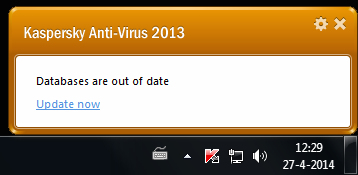 Kaspersky Anti-Virus 2013
Databases are out of date
Update now
12:29
27-4-2014